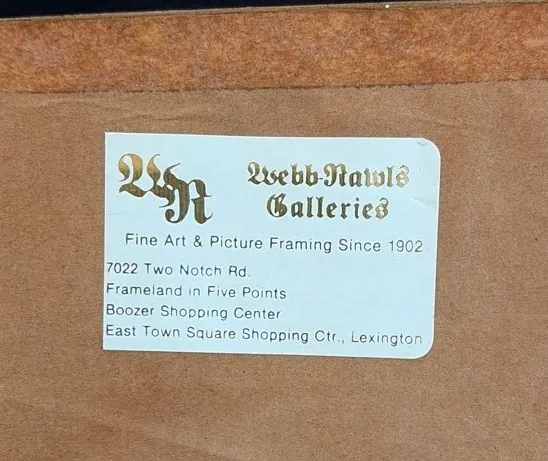 WR
Webb-Rawls
Galleries
Fine Art & Picture Framing Since 1902
7022 Two Notch Rd.
Frameland in Five Points
Boozer Shopping Center
East Town Square Shopping Ctr., Lexington